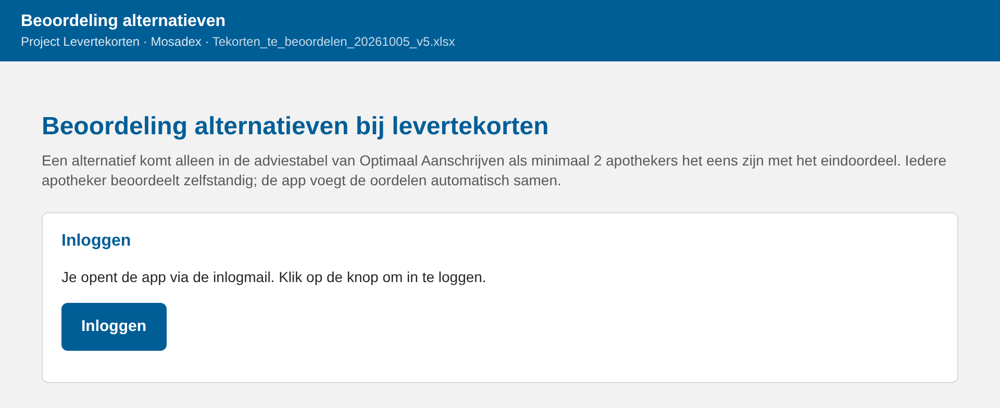 Beoordeling alternatieven
Project Levertekorten · Mosadex · Tekorten_te_beoordelen_20261005_v5.xlsx
Beoordeling alternatieven bij levertekorten
Een alternatief komt alleen in de adviestabel van Optimaal Aanschrijven als minimaal 2 apothekers het eens zijn met het eindoordeel. Iedere
apotheker beoordeelt zelfstandig; de app voegt de oordelen automatisch samen.
Inloggen
Je opent de app via de inlogmail. Klik op de knop om in te loggen.
Inloggen